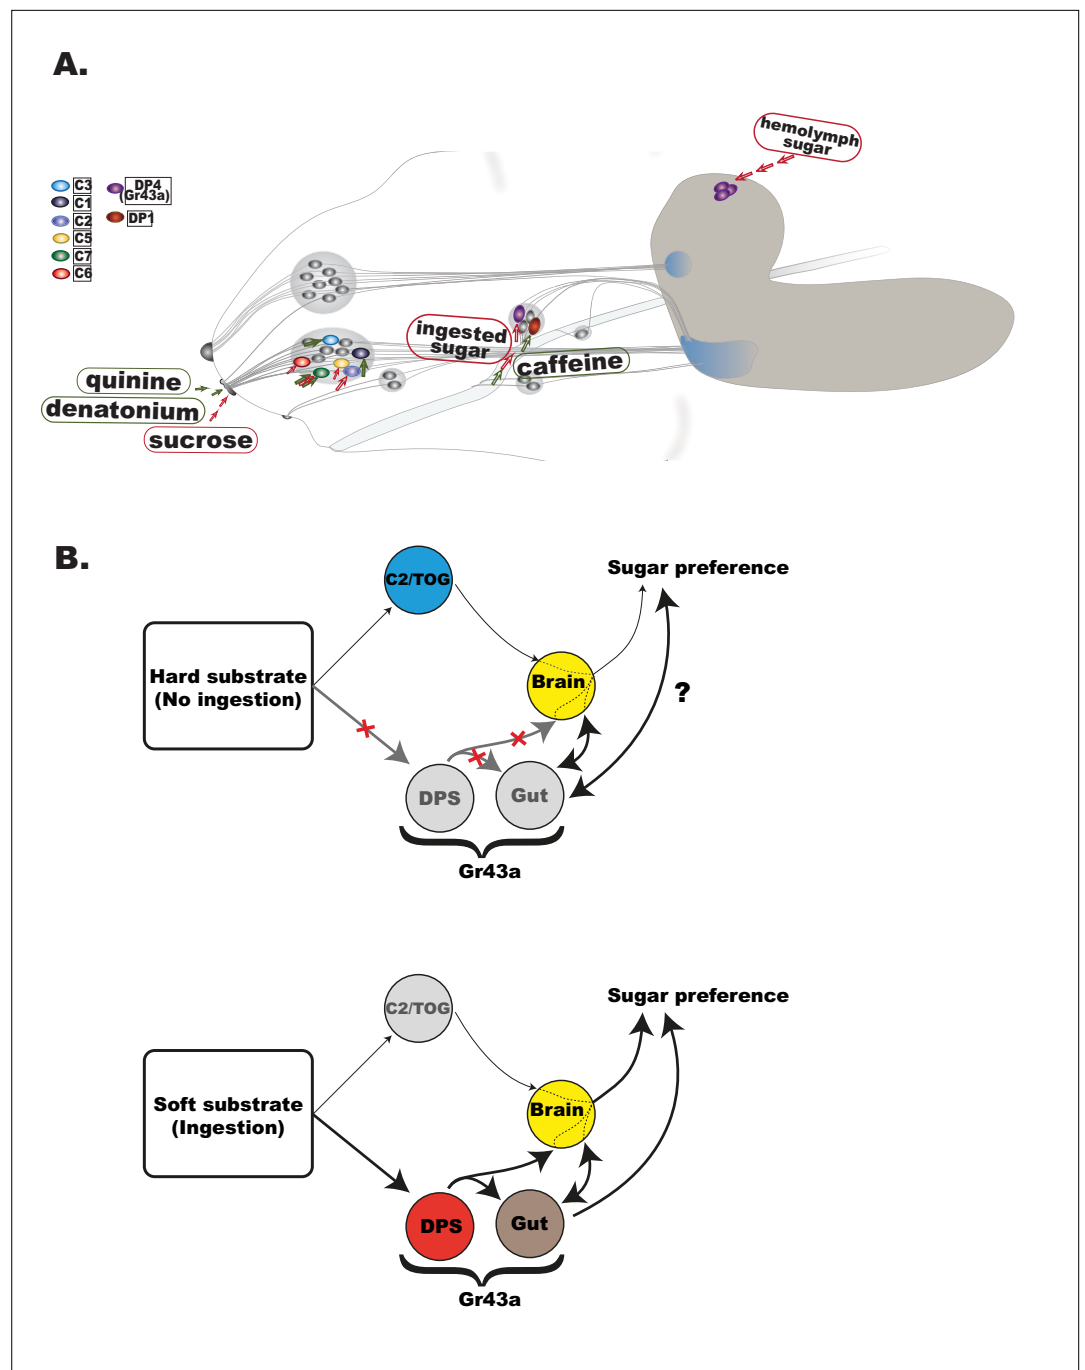 A.
hemolymph
sugar
C3
C1
C2
C5
C7
C6
DP4
(Gr43a)
DP1
ingested
sugar
caffeine
quinine
denatonium
sucrose
B.
C2/TOG
Sugar preference
Hard substrate
(No ingestion)
Brain
?
DPS
Gut
Gr43a
C2/TOG
Sugar preference
Soft substrate
(Ingestion)
Brain
DPS
Gut
Gr43a